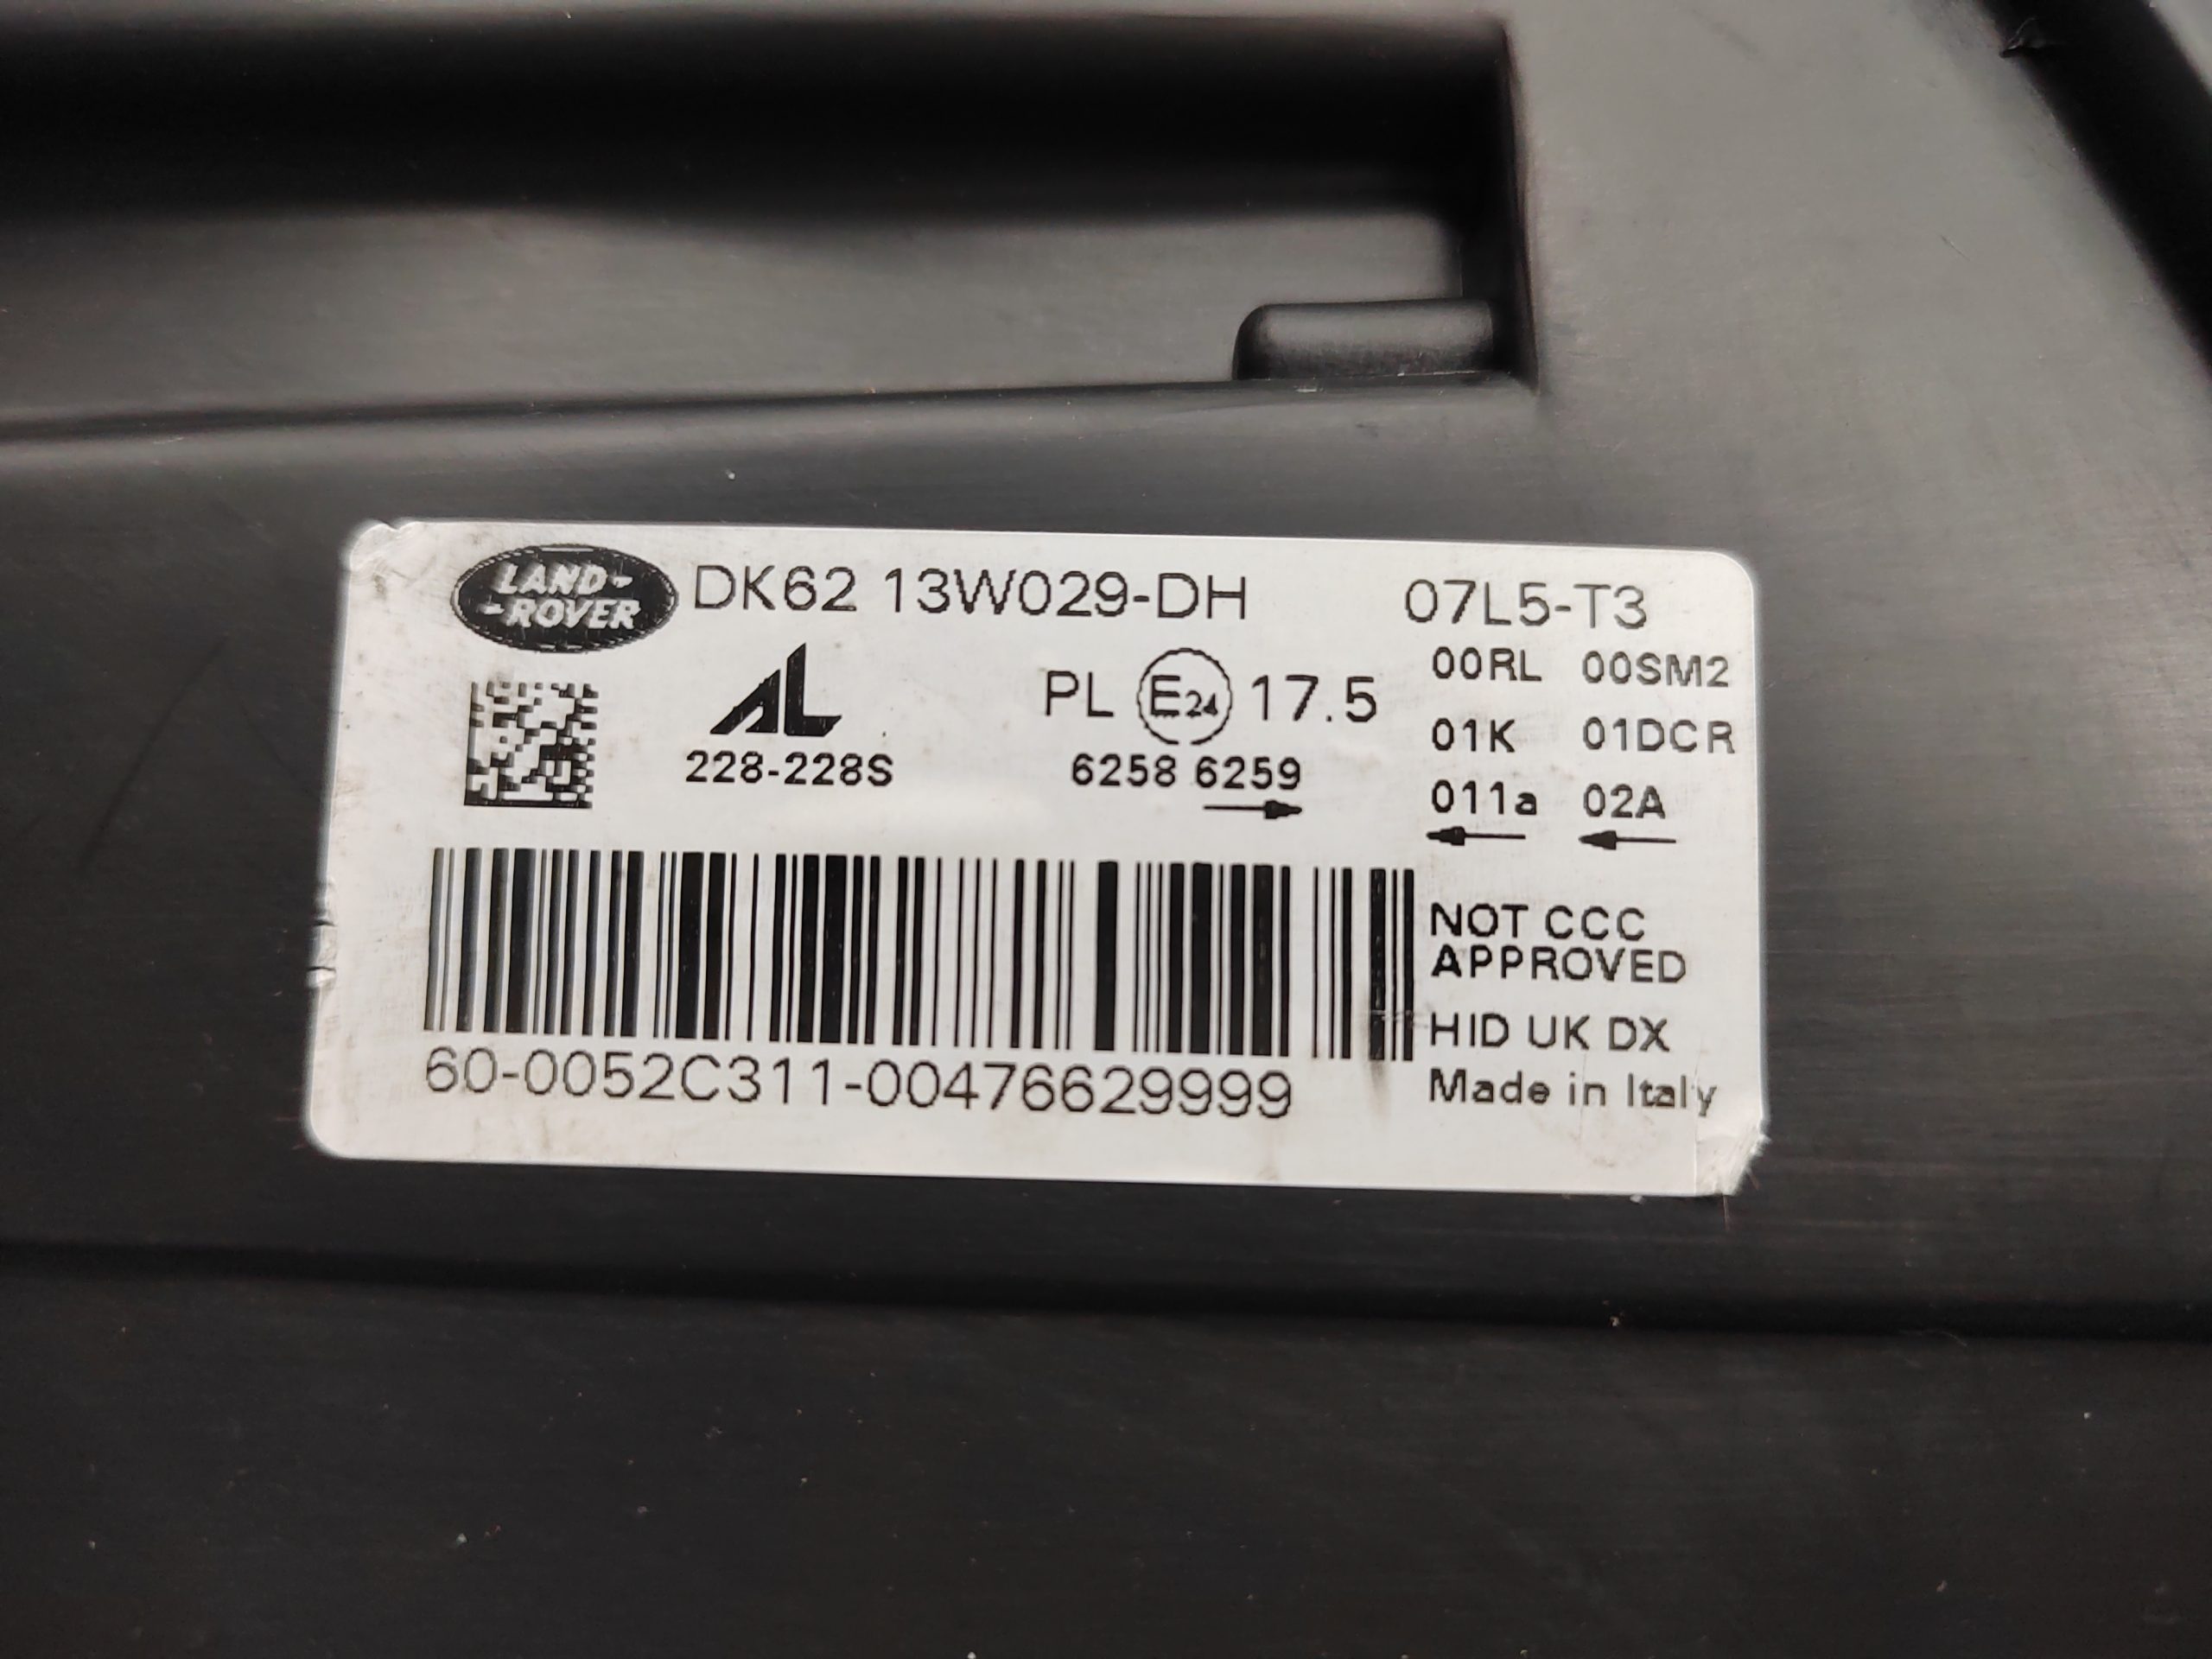 LAND-
-ROVER
DK62 13W029-DH
07L5-T3
AL
228-228S
PL E24 17.5
6258 6259
00RL 00SM2
01K 01DCR
011a 02A
NOT CCC
APPROVED
HID UK DX
Made in Italy
60-0052C311-00476629999